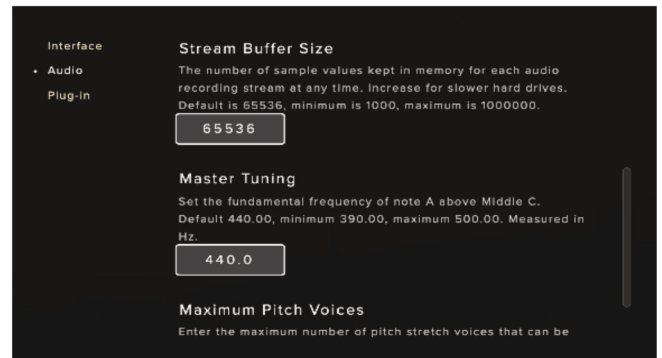 Interface
• Audio
Plug-in
Stream Buffer Size
The number of sample values kept in memory for each audio
recording stream at any time. Increase for slower hard drives.
Default is 65536, minimum is 1000, maximum is 1000000.
65536
Master Tuning
Set the fundamental frequency of note A above Middle C.
Default 440.00, minimum 390.00, maximum 500.00. Measured in
Hz.
440.0
Maximum Pitch Voices
Enter the maximum number of pitch stretch voices that can be